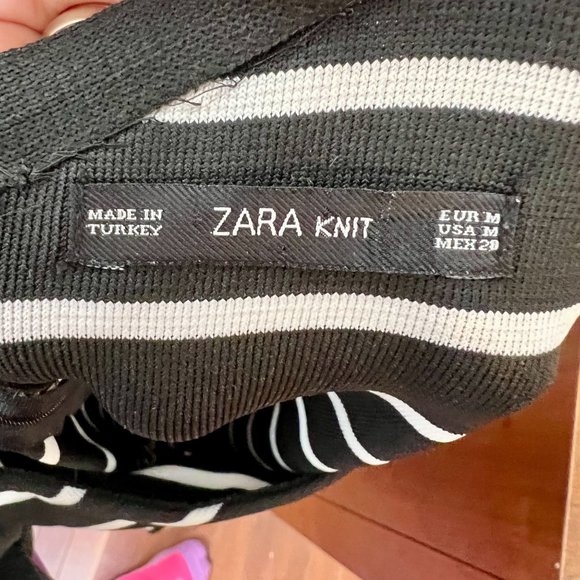 MADE IN
TURKEY
ZARA KNIT
EUR M
USA M
MEX 28